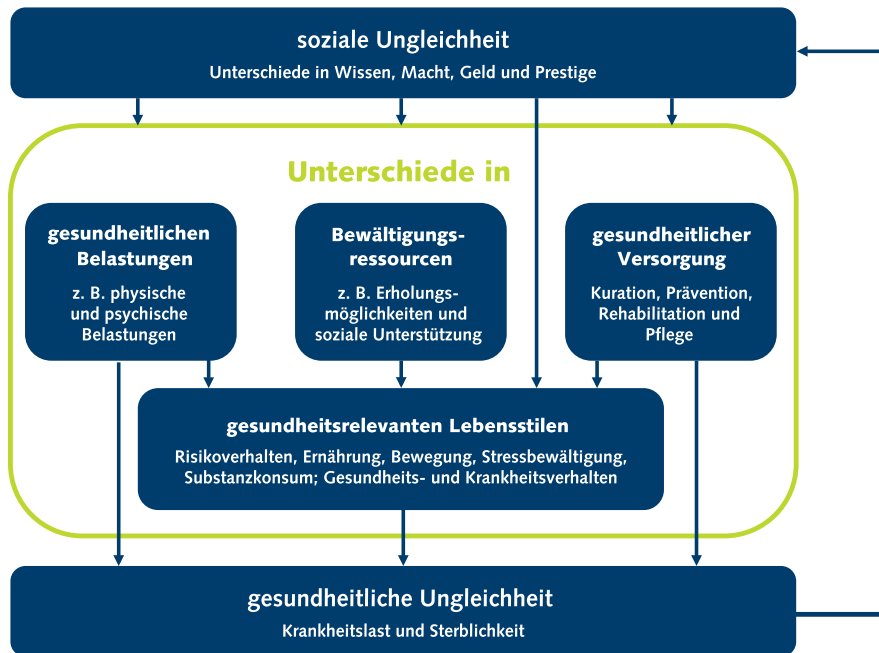 soziale Ungleichheit
Unterschiede in Wissen, Macht, Geld und Prestige
Unterschiede in
gesundheitlichen
Belastungen
z. B. physische
und psychische
Belastungen
Bewältigungs-
ressourcen
z. B. Erholungs-
möglichkeiten und
soziale Unterstützung
gesundheitlicher
Versorgung
Kuration, Prävention,
Rehabilitation und
Pflege
gesundheitsrelevanten Lebensstilen
Risikoverhalten, Ernährung, Bewegung, Stressbewältigung,
Substanzkonsum; Gesundheits- und Krankheitsverhalten
gesundheitliche Ungleichheit
Krankheitslast und Sterblichkeit